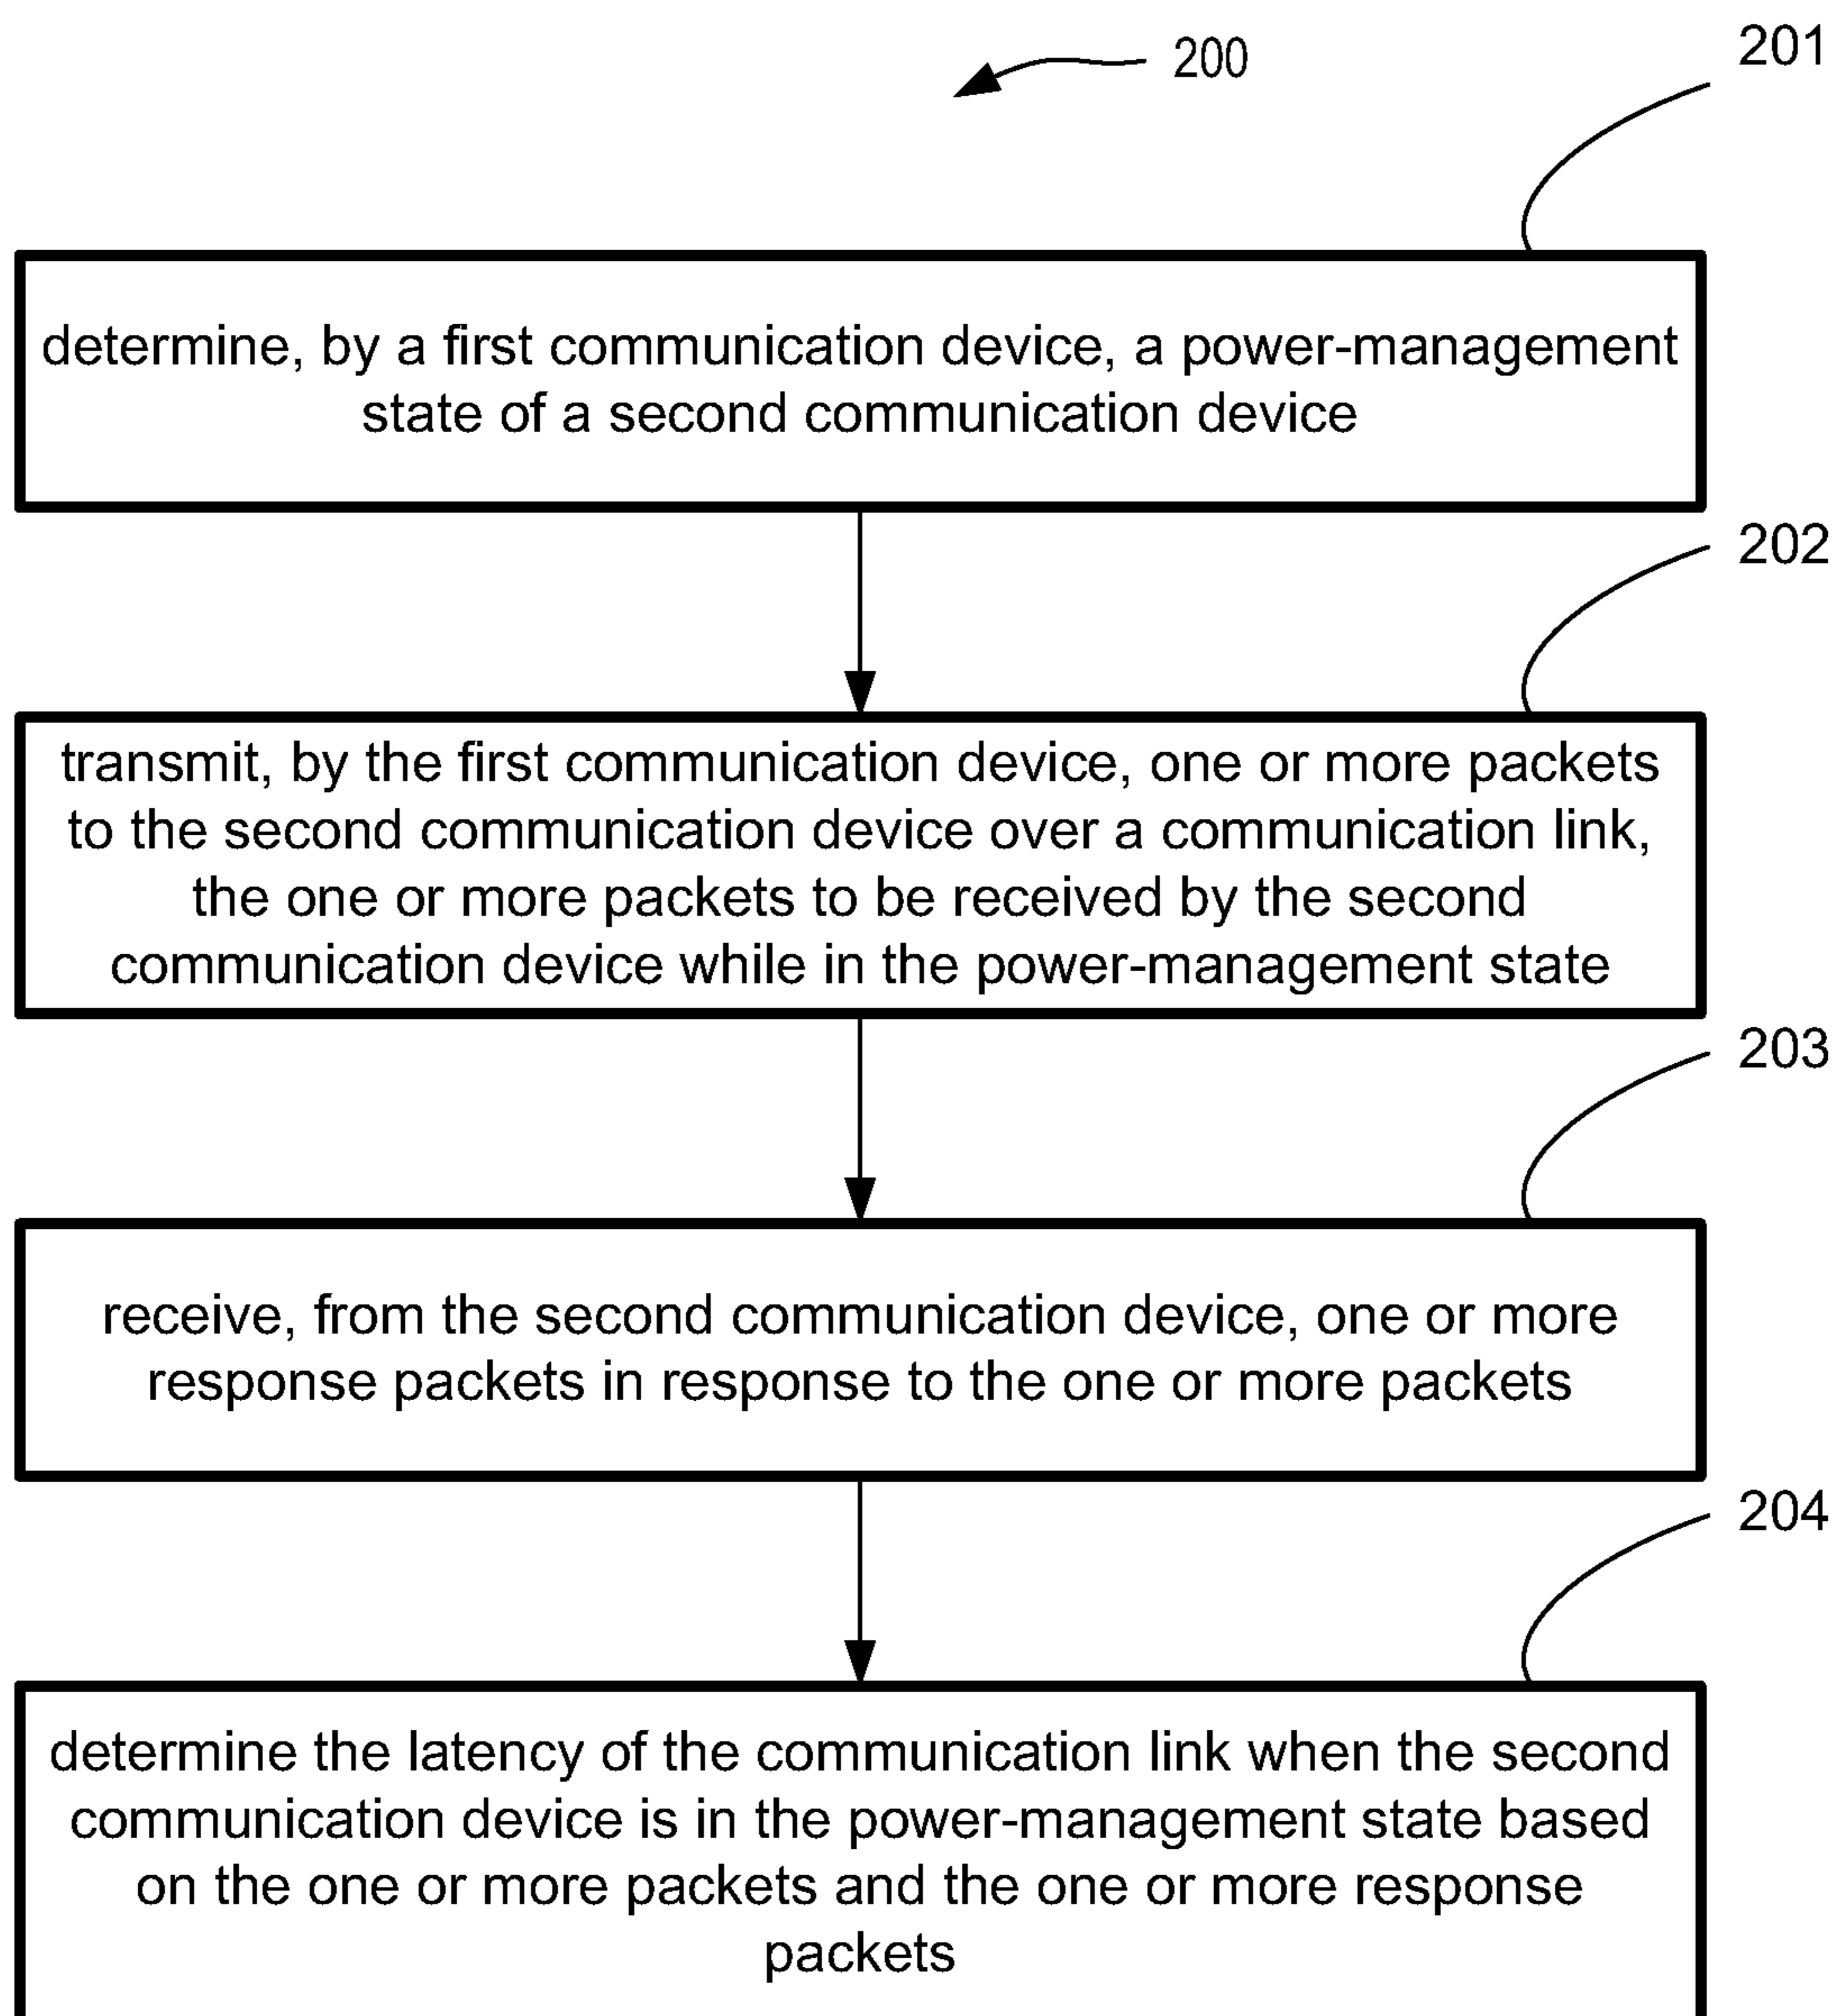 200
201
determine, by a first communication device, a power-management
state of a second communication device
202
transmit, by the first communication device, one or more packets
to the second communication device over a communication link,
the one or more packets to be received by the second
communication device while in the power-management state
203
receive, from the second communication device, one or more
response packets in response to the one or more packets
204
determine the latency of the communication link when the second
communication device is in the power-management state based
on the one or more packets and the one or more response
packets